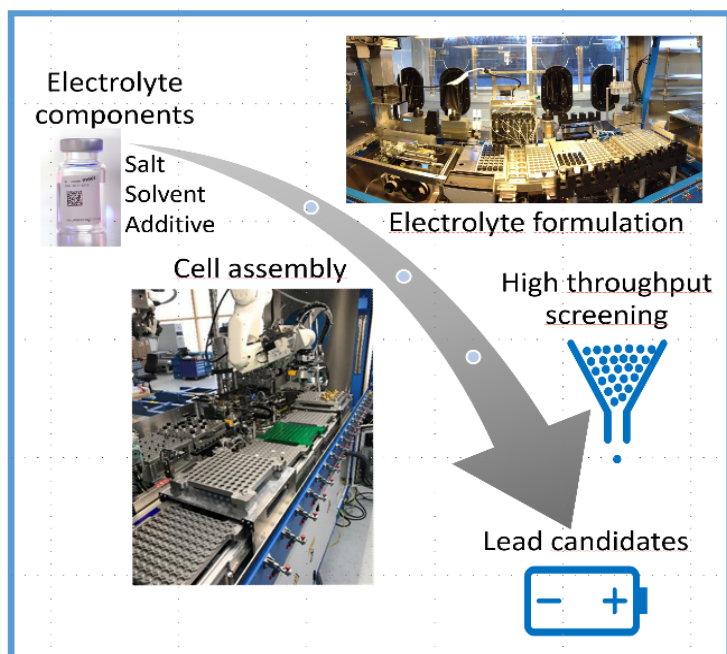 Electrolyte
components
Salt
Solvent
Additive
Electrolyte formulation
Cell assembly
High throughput
screening
Lead candidates